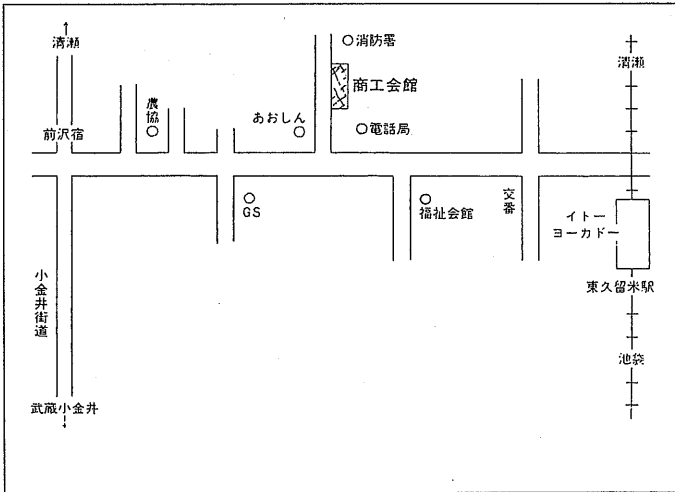 清瀬
消防署
清瀬
商工会館
農協
あおしん
電話局
前沢宿
GS
福祉会館
交番
イトー
ヨーカドー
小金井街道
東久留米駅
池袋
武蔵小金井